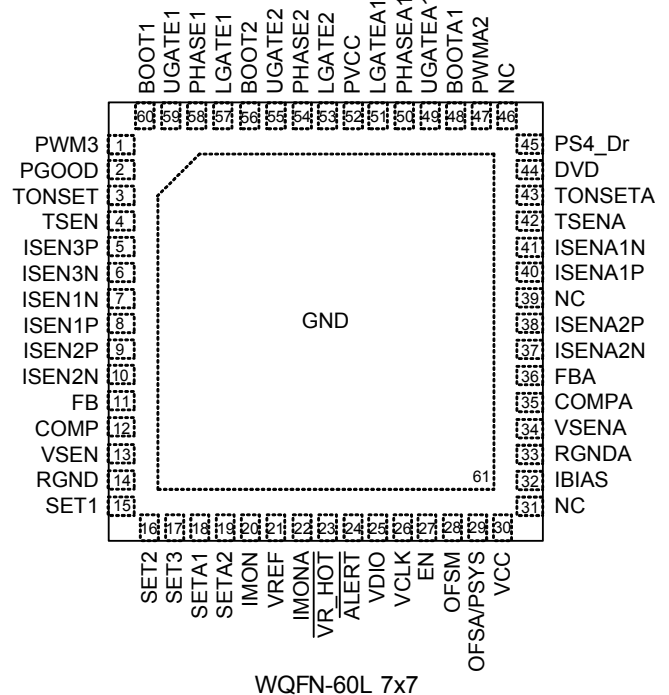 BOOT1
UGATE1
PHASE1
LGATE1
BOOT2
UGATE2
PHASE2
LGATE2
PVCC
LGATEA1
PHASEA1
UGATEA1
BOOTA1
PWMA2
NC
60 59 58 57 56 55 54 53 52 51 50 49 48 47 46
PWM3 1
PGOOD 2
TONSET 3
TSEN 4
ISEN3P 5
ISEN3N 6
ISEN1N 7
ISEN1P 8
ISEN2P 9
ISEN2N 10
FB 11
COMP 12
VSEN 13
RGND 14
SET1 15
GND
61
45 PS4_Dr
44 DVD
43 TONSETA
42 TSENA
41 ISENA1N
40 ISENA1P
39 NC
38 ISENA2P
37 ISENA2N
36 FBA
35 COMPA
34 VSENA
33 RGNDA
32 IBIAS
31 NC
16 17 18 19 20 21 22 23 24 25 26 27 28 29 30
SET2
SET3
SETA1
SETA2
IMON
VREF
IMONA
VR_HOT
ALERT
VDIO
VCLK
EN
OFSM
OFSA/PSYS
VCC
WQFN-60L 7x7